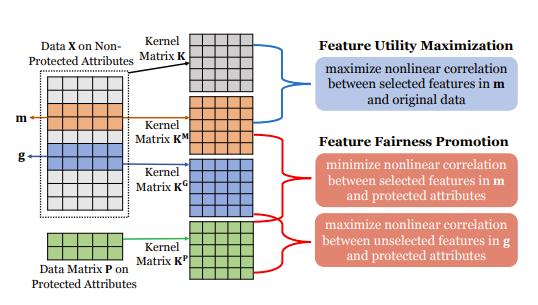 Data X on Non-
Protected Attributes
m
g
Data Matrix P on
Protected Attributes
Kernel
Matrix K
Kernel
Matrix K^M
Kernel
Matrix K^G
Kernel
Matrix K^P
Feature Utility Maximization
maximize nonlinear correlation
between selected features in m
and original data
Feature Fairness Promotion
minimize nonlinear correlation
between selected features in m
and protected attributes
maximize nonlinear correlation
between unselected features in g
and protected attributes